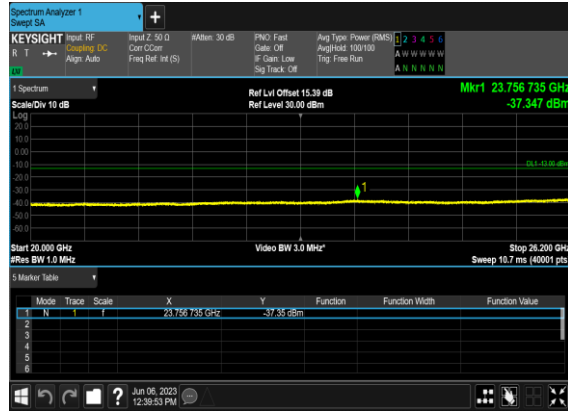 Spectrum Analyzer 1
Swept SA
KEYSIGHT
R T
Input: RF
Coupling: DC
Align: Auto
Input Z: 50 Ω
Corr CCorr
Freq Ref: Int (S)
#Atten: 30 dB
PNO: Fast
Gate: Off
IF Gain: Low
Sig Track: Off
Avg Type: Power (RMS)
Avg|Hold: 100/100
Trig: Free Run
1 2 3 4 5 6
A W W W W W
A N N N N N
1 Spectrum
Scale/Div 10 dB
Log
Ref Lvl Offset 15.39 dB
Ref Level 30.00 dBm
Mkr1 23.756 735 GHz
-37.347 dBm
20.0
10.0
0.00
-10.0
-20.0
-30.0
-40.0
-50.0
-60.0
DL1 -13.00 dBm
1
Start 20.000 GHz
#Res BW 1.0 MHz
Video BW 3.0 MHz*
Stop 26.200 GHz
Sweep 10.7 ms (40001 pts)
5 Marker Table
Mode Trace Scale X Y Function Function Width Function Value
1 N 1 f 23.756 735 GHz -37.35 dBm
2
3
4
5
6
?
Jun 06, 2023
12:39:53 PM